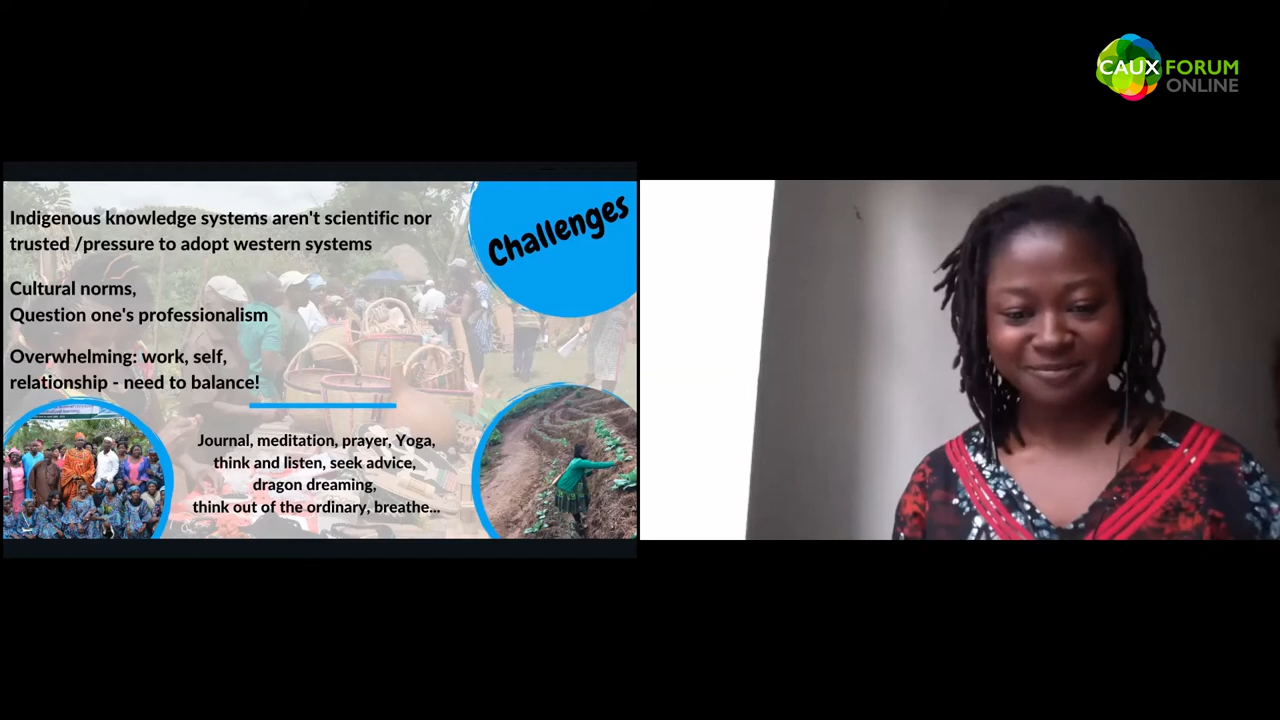 CAUX FORUM
ONLINE
Challenges
Indigenous knowledge systems aren't scientific nor
trusted /pressure to adopt western systems
Cultural norms,
Question one's professionalism
Overwhelming: work, self,
relationship - need to balance!
Journal, meditation, prayer, Yoga,
think and listen, seek advice,
dragon dreaming,
think out of the ordinary, breathe...